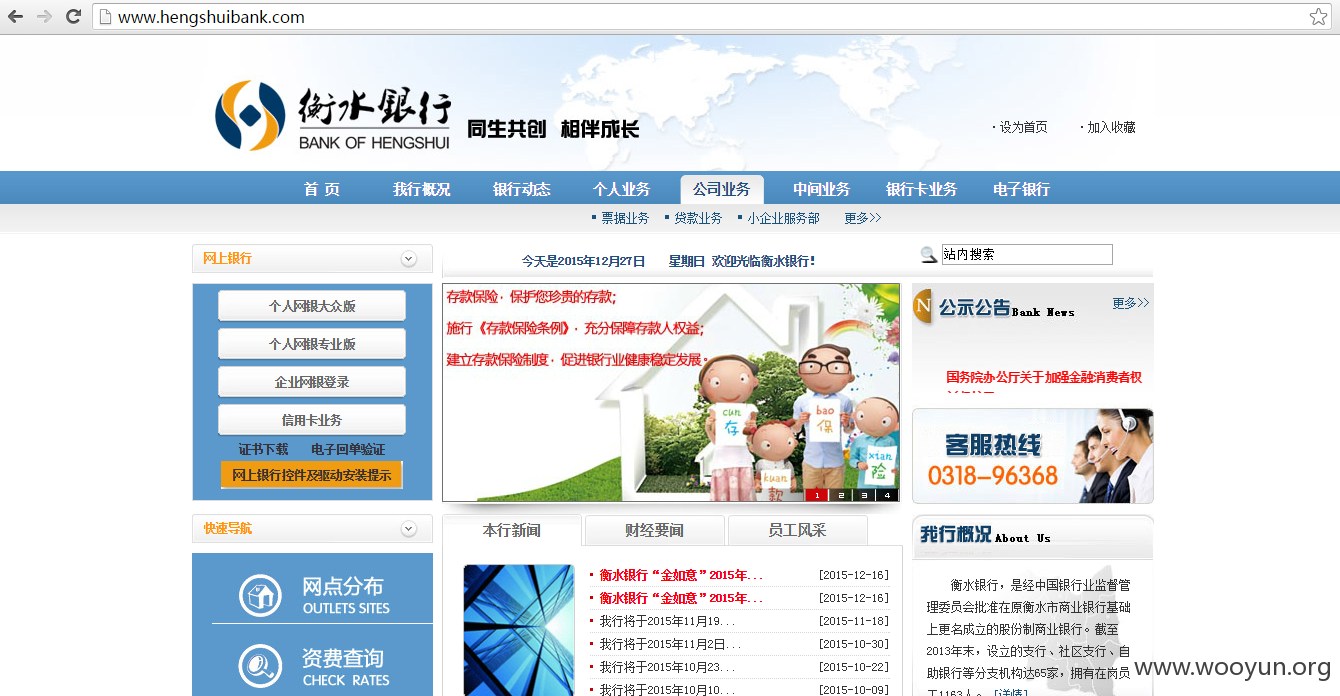 www.hengshuibank.com
衡水银行
BANK OF HENGSHUI
同生共创 相伴成长
·设为首页 ·加入收藏
首 页 我行概况 银行动态 个人业务 公司业务 中间业务 银行卡业务 电子银行
票据业务 贷款业务 小企业服务部 更多>>
网上银行
今天是2015年12月27日 星期日 欢迎光临衡水银行!
站内搜索
个人网银大众版
个人网银专业版
企业网银登录
信用卡业务
证书下载 电子回单验证
网上银行控件及驱动安装提示
存款保险·保护您珍贵的存款;
施行《存款保险条例》·充分保障存款人权益;
建立存款保险制度·促进银行业健康稳定发展。
cun
存
kuan
款
bao
保
xian
险
1 2 3 4
N 公示公告 Bank News 更多>>
国务院办公厅关于加强金融消费者权
客服热线
0318-96368
快速导航
网点分布
OUTLETS SITES
资费查询
CHECK RATES
本行新闻 财经要闻 员工风采
衡水银行“金如意”2015年... [2015-12-16]
衡水银行“金如意”2015年... [2015-12-16]
我行将于2015年11月19... [2015-11-18]
我行将于2015年11月2日... [2015-10-30]
我行将于2015年10月23... [2015-10-22]
我行将于2015年10月10... [2015-10-09]
我行概况 About Us
衡水银行，是经中国银行业监督管
理委员会批准在原衡水市商业银行基础
上更名成立的股份制商业银行。截至
2013年末，设立的支行、社区支行、自
助银行等分支机构达65家，拥有在岗员
工1163人。 [详情]
www.wooyun.org